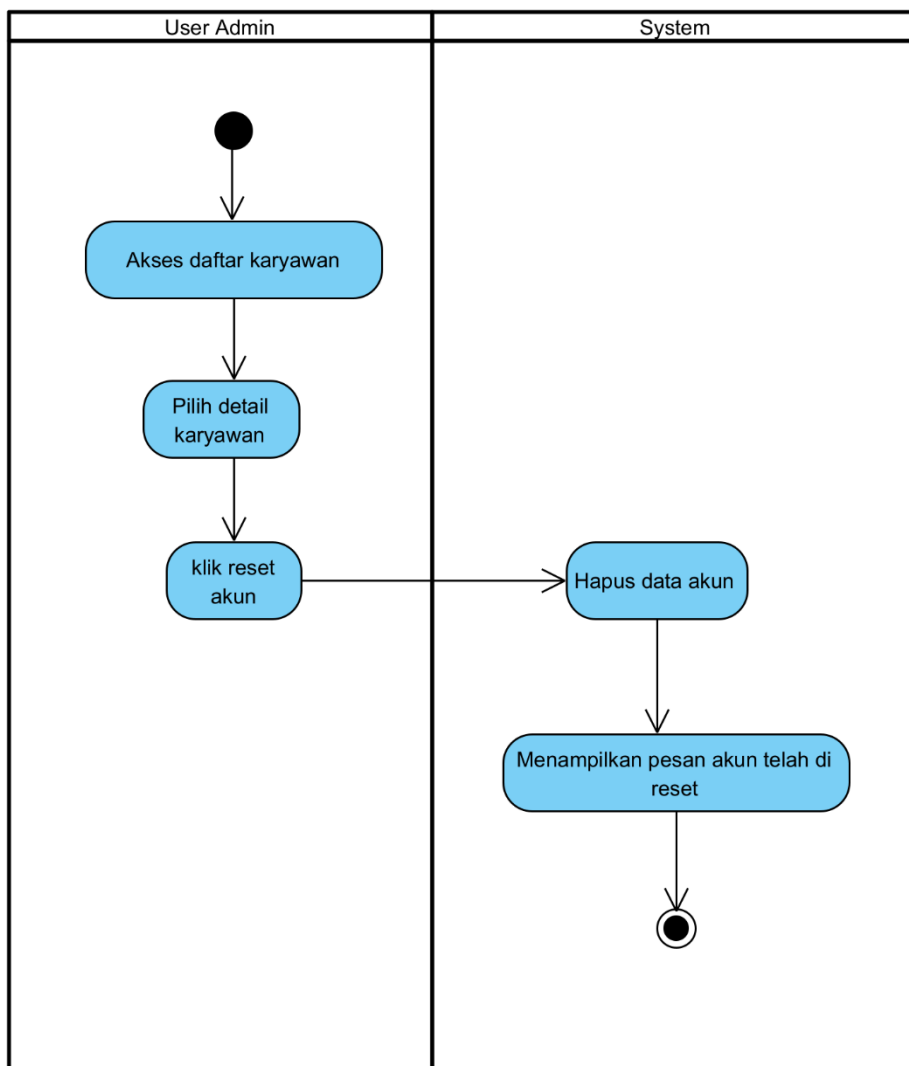 User Admin
System
Akses daftar karyawan
Pilih detail
karyawan
klik reset
akun
Hapus data akun
Menampilkan pesan akun telah di
reset